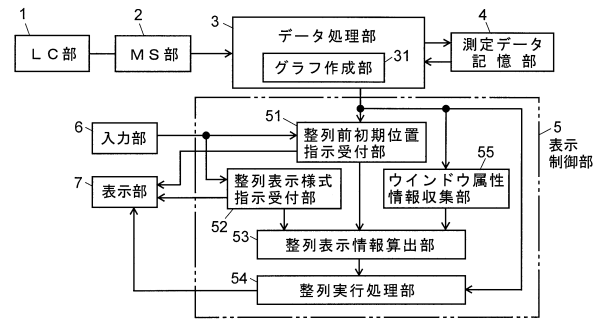 1
ＬＣ部
2
ＭＳ部
3
データ処理部
グラフ作成部
31
4
測定データ
記憶部
5
表示
制御部
6
入力部
7
表示部
51
整列前初期位置
指示受付部
整列表示様式
指示受付部
52
55
ウインドウ属性
情報収集部
53
整列表示情報算出部
54
整列実行処理部